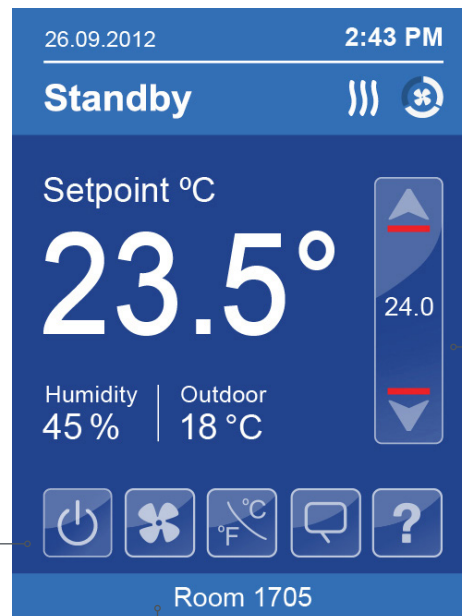 26.09.2012 2:43 PM
Standby
Setpoint ºC
23.5°
24.0
Humidity Outdoor
45 % 18 °C
°F °C
?
Room 1705